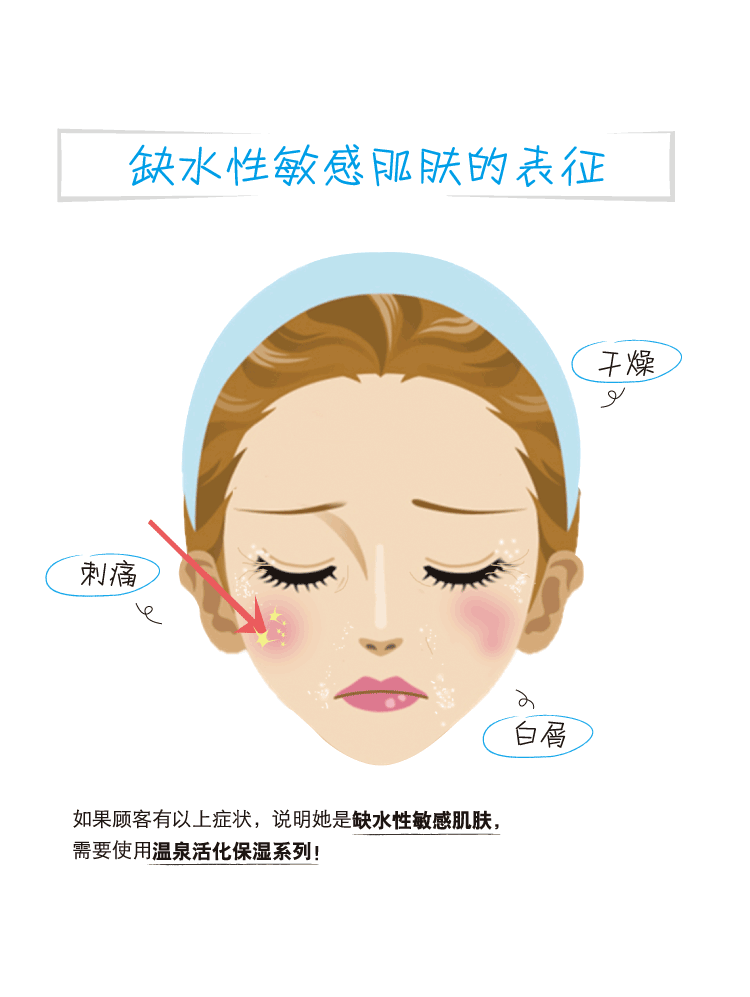 缺水性敏感肌肤的表征
干燥
刺痛
白屑
如果顾客有以上症状，说明她是缺水性敏感肌肤，
需要使用温泉活化保湿系列！